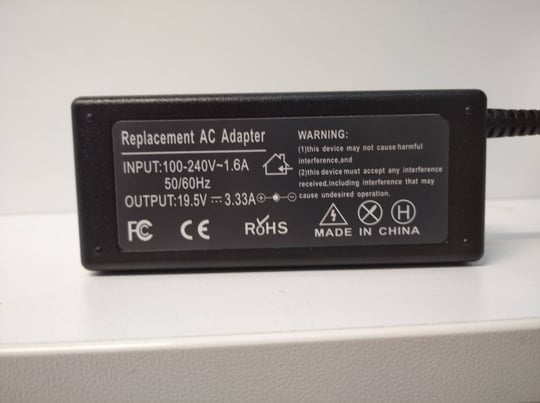 Replacement AC Adapter
INPUT:100-240V~1.6A
50/60Hz
OUTPUT:19.5V⎓3.33A
WARNING:
(1)this device may not cause harmful
interference,and
(2)this device must accept any interference
received,including interference that may
cause undesired operation.
FC CE RoHS
H
MADE IN CHINA